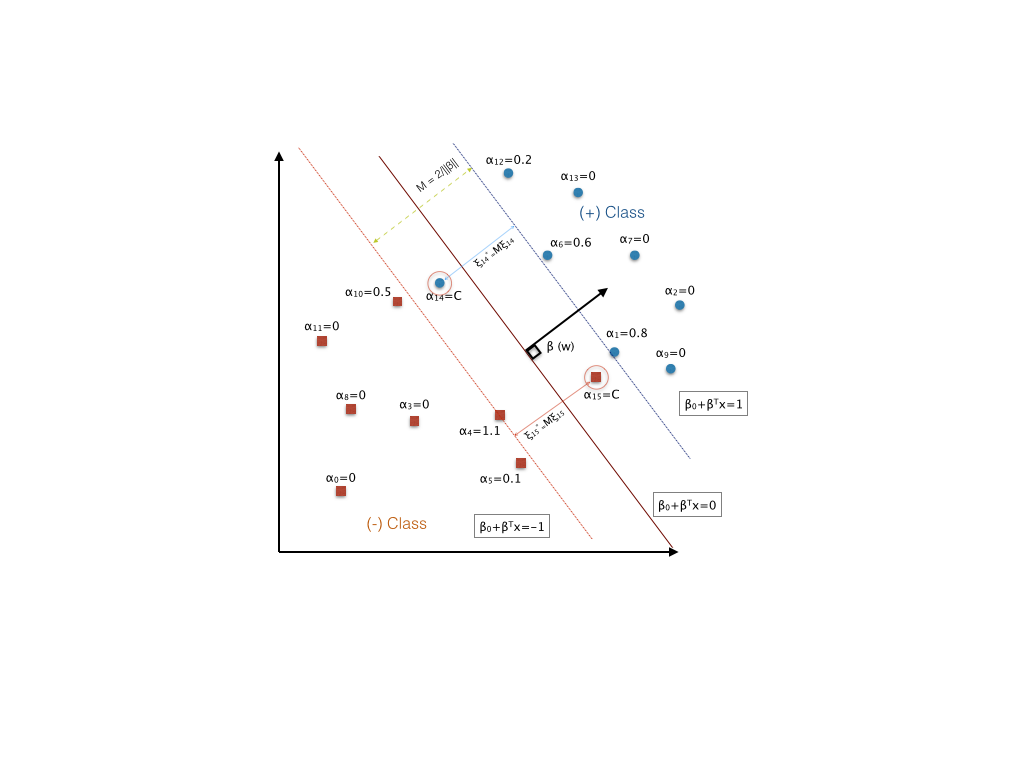 α₁₂=0.2
M = 2/||β||
α₁₃=0
(+) Class
α₆=0.6
α₇=0
ξ₁₄*=Mξ₁₄
α₁₄=C
α₁₀=0.5
α₂=0
α₁₁=0
α₁=0.8
β (w)
α₉=0
α₁₅=C
β₀+βᵀx=1
α₈=0
α₃=0
ξ₁₅*=Mξ₁₅
α₄=1.1
α₀=0
α₅=0.1
β₀+βᵀx=0
(-) Class
β₀+βᵀx=−1